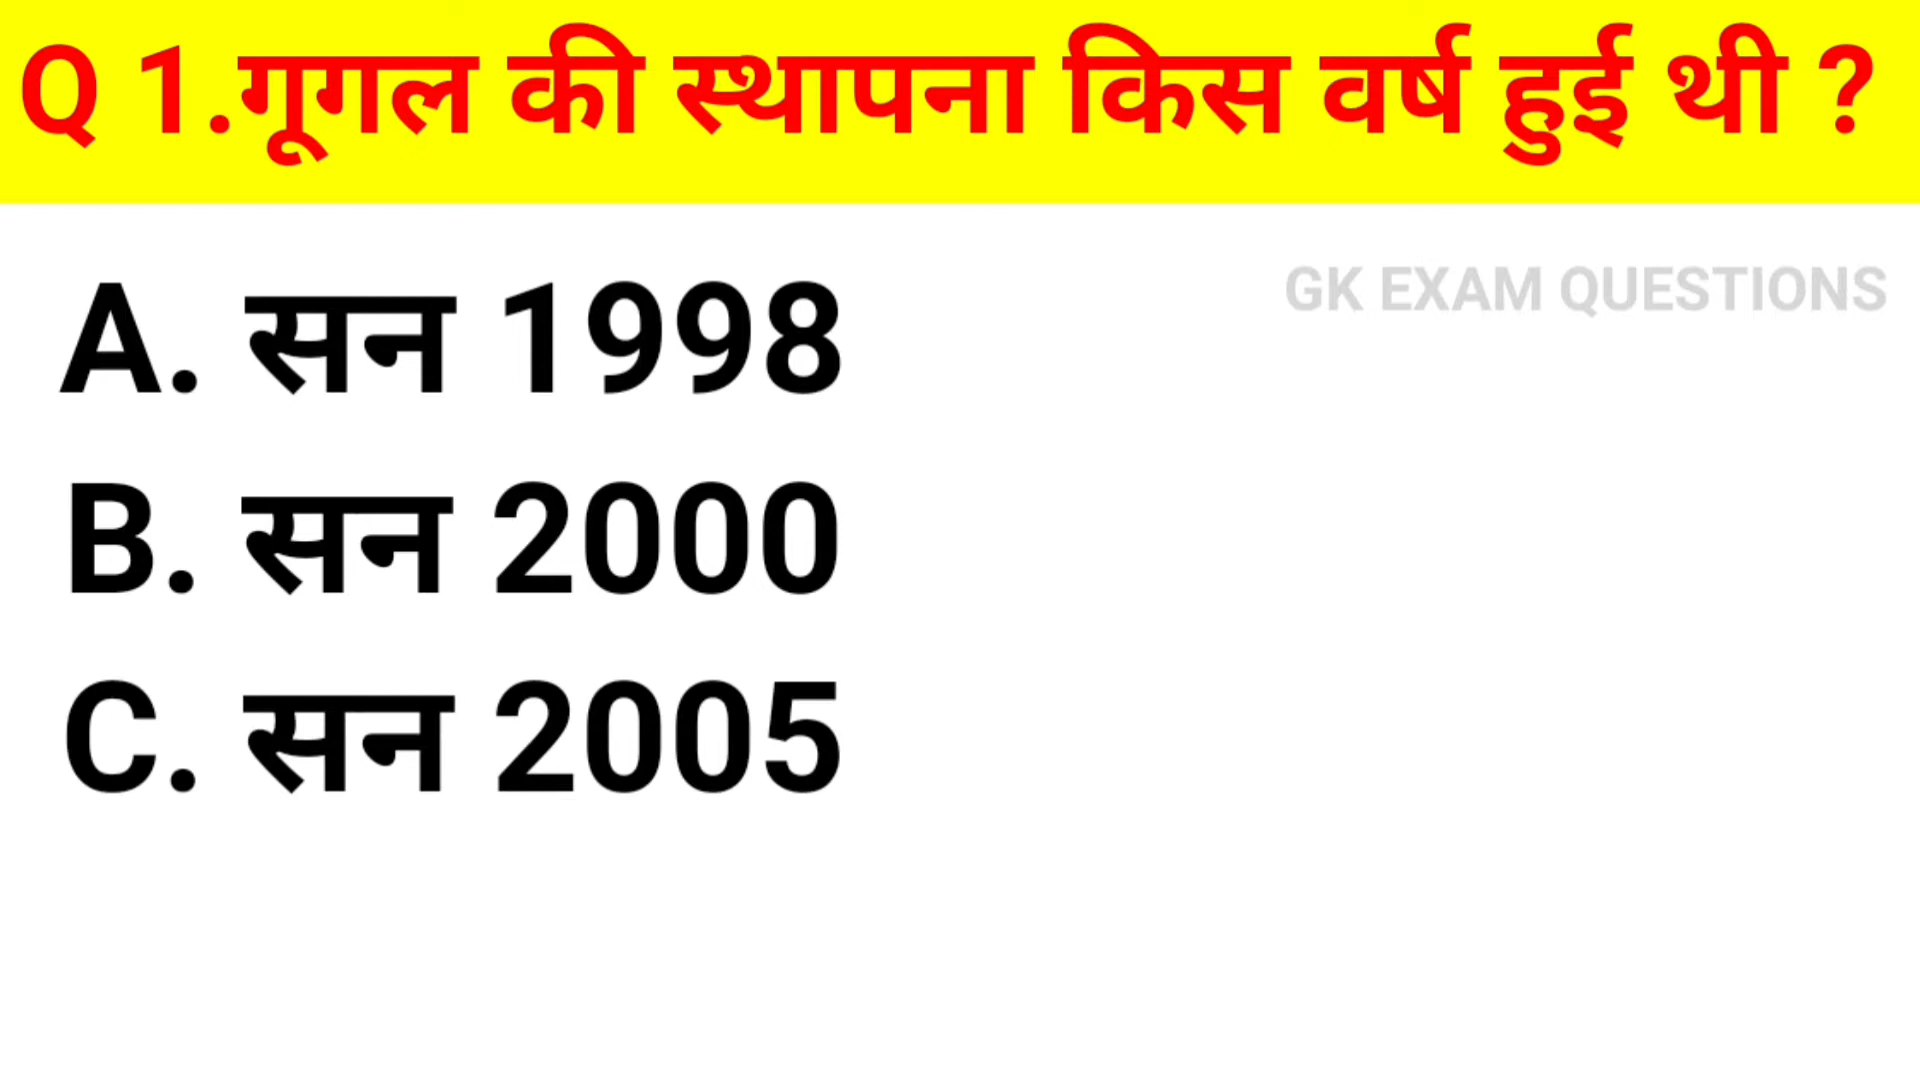 Q 1.गूगल की स्थापना किस वर्ष हुई थी ?
GK EXAM QUESTIONS
A. सन 1998
B. सन 2000
C. सन 2005